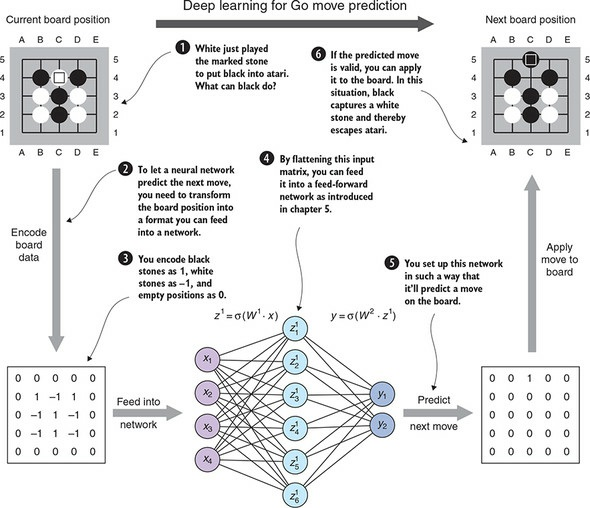 Deep learning for Go move prediction
Current board position
A B C D E
5 5
4 4
3 3
2 2
1 1
A B C D E
1 White just played
the marked stone
to put black into atari.
What can black do?
6 If the predicted move
is valid, you can apply
it to the board. In this
situation, black
captures a white
stone and thereby
escapes atari.
Next board position
A B C D E
5 5
4 4
3 3
2 2
1 1
A B C D E
2 To let a neural network
predict the next move,
you need to transform
the board position into
a format you can feed
into a network.
4 By flattening this input
matrix, you can feed
it into a feed-forward
network as introduced
in chapter 5.
Encode
board
data
3 You encode black
stones as 1, white
stones as –1, and
empty positions as 0.
5 You set up this network
in such a way that
it'll predict a move
on the board.
Apply
move to
board
z¹ = σ(W¹ · x)
y = σ(W² · z¹)
0 0 0 0 0
0 1 –1 1 0
0 –1 1 –1 0
0 –1 1 –1 0
0 0 0 0 0
Feed into
network
x₁
x₂
x₃
x₄
z¹₁
z¹₂
z¹₃
z¹₄
z¹₅
z¹₆
y₁
y₂
Predict
next move
0 0 1 0 0
0 0 0 0 0
0 0 0 0 0
0 0 0 0 0
0 0 0 0 0